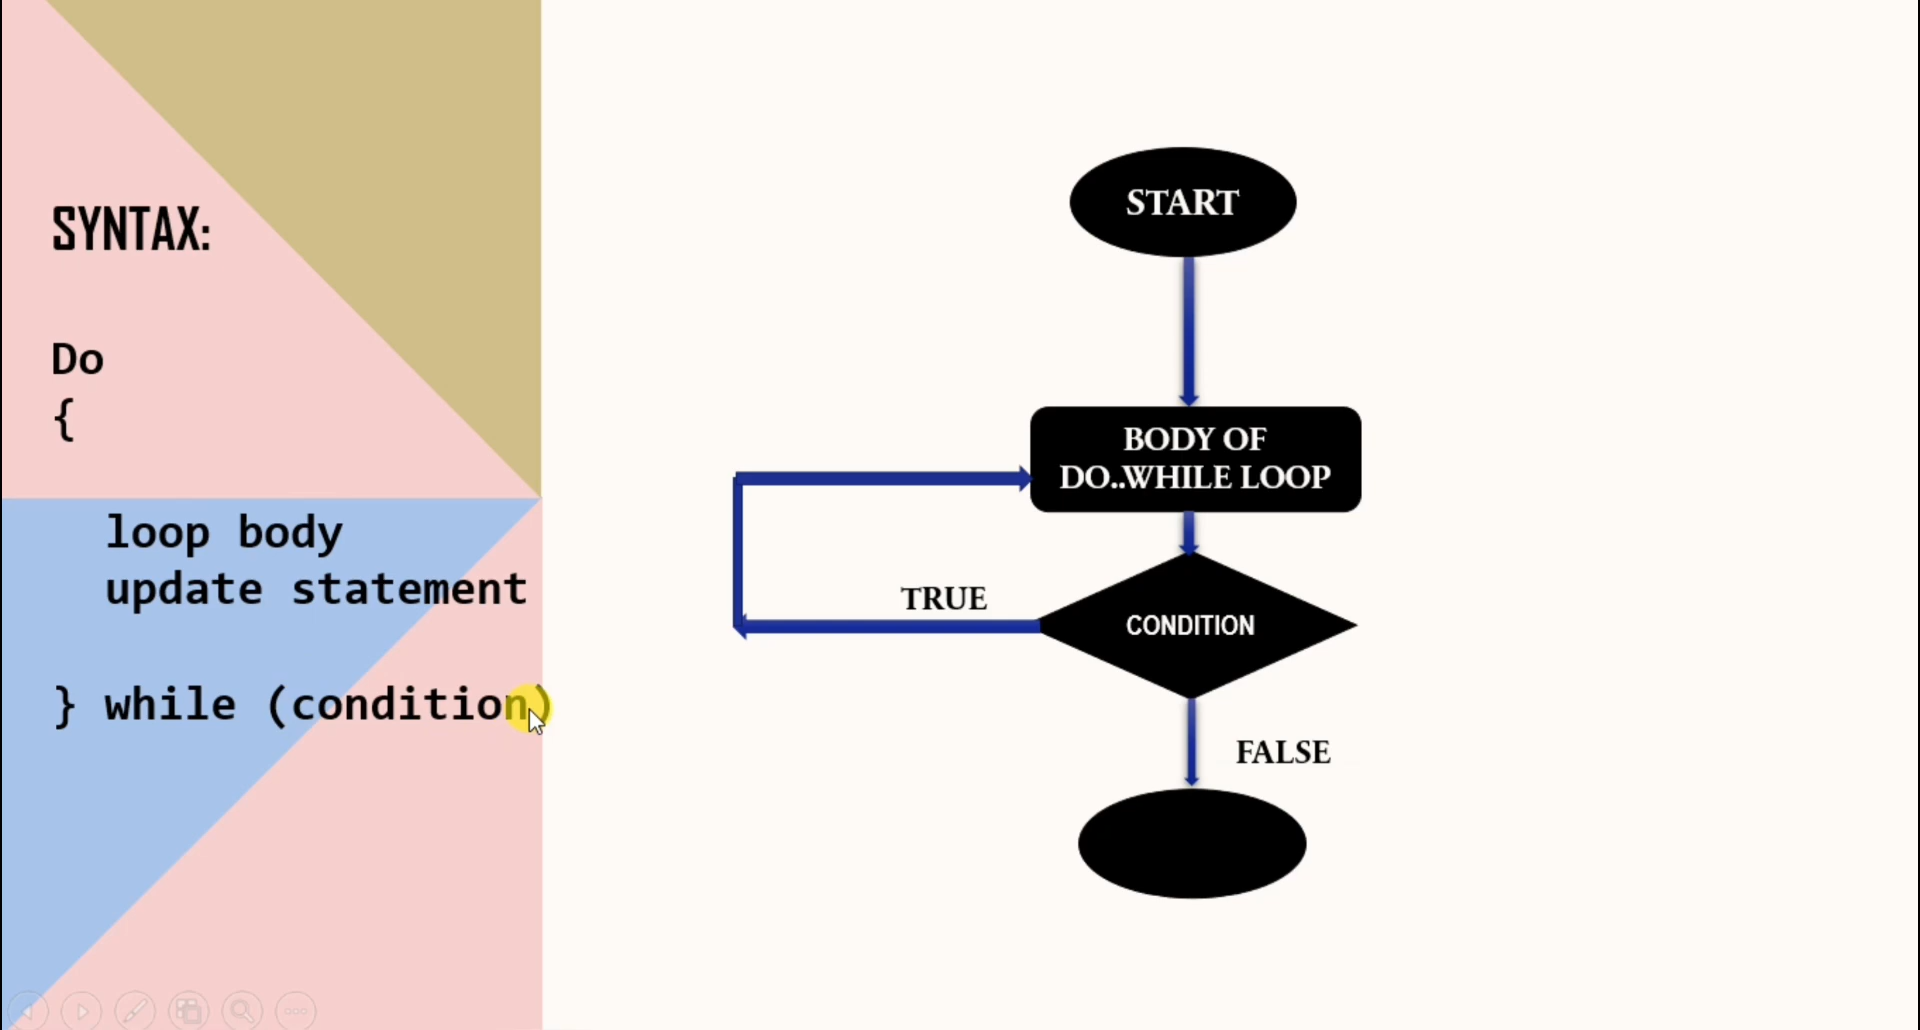 SYNTAX:
Do
{
loop body
update statement
} while (condition)
START
BODY OF
DO..WHILE LOOP
TRUE
CONDITION
FALSE